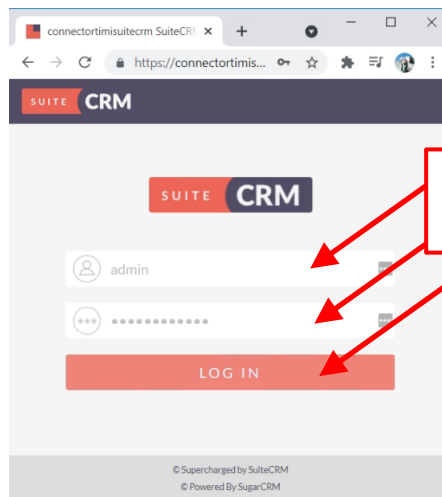 connectortimisuitecrm SuiteCR
https://connectortimis...
SUITE CRM
SUITE CRM
admin
••••••••••••
LOG IN
© Supercharged by SuiteCRM
© Powered By SugarCRM